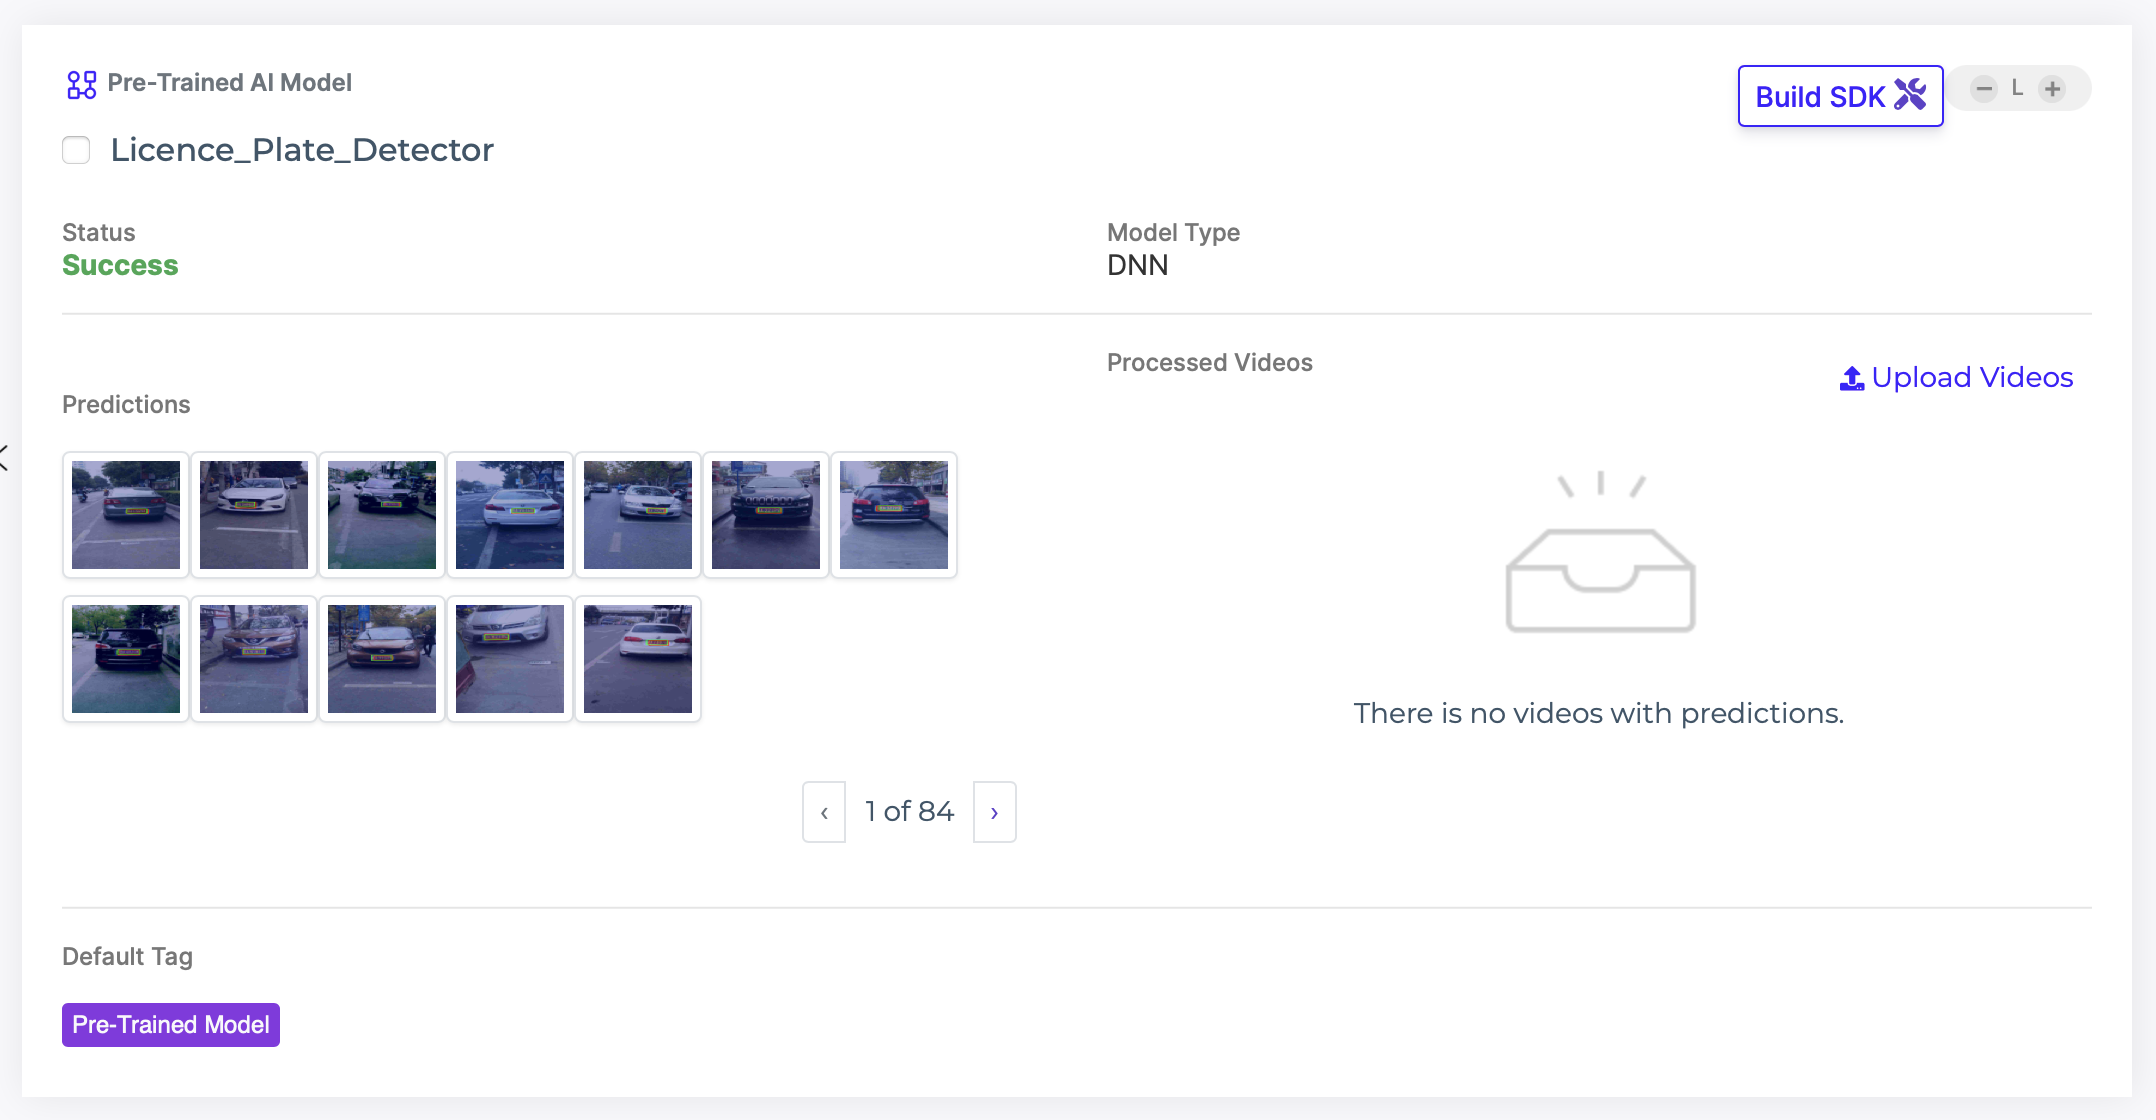 Pre-Trained AI Model
Build SDK
L
Licence_Plate_Detector
Status
Success
Model Type
DNN
Processed Videos
Upload Videos
Predictions
There is no videos with predictions.
‹ 1 of 84 ›
Default Tag
Pre-Trained Model